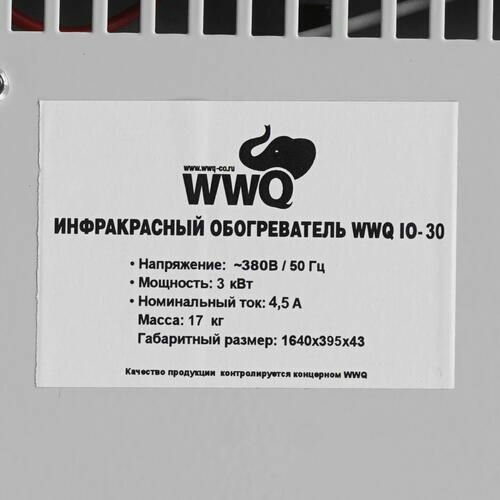 www.wwq-co.ru
WWQ
ИНФРАКРАСНЫЙ ОБОГРЕВАТЕЛЬ WWQ IO-30
• Напряжение: ~380В / 50 Гц
• Мощность: 3 кВт
• Номинальный ток: 4,5 А
Масса: 17 кг
Габаритный размер: 1640х395х43
Качество продукции контролируется концерном WWQ